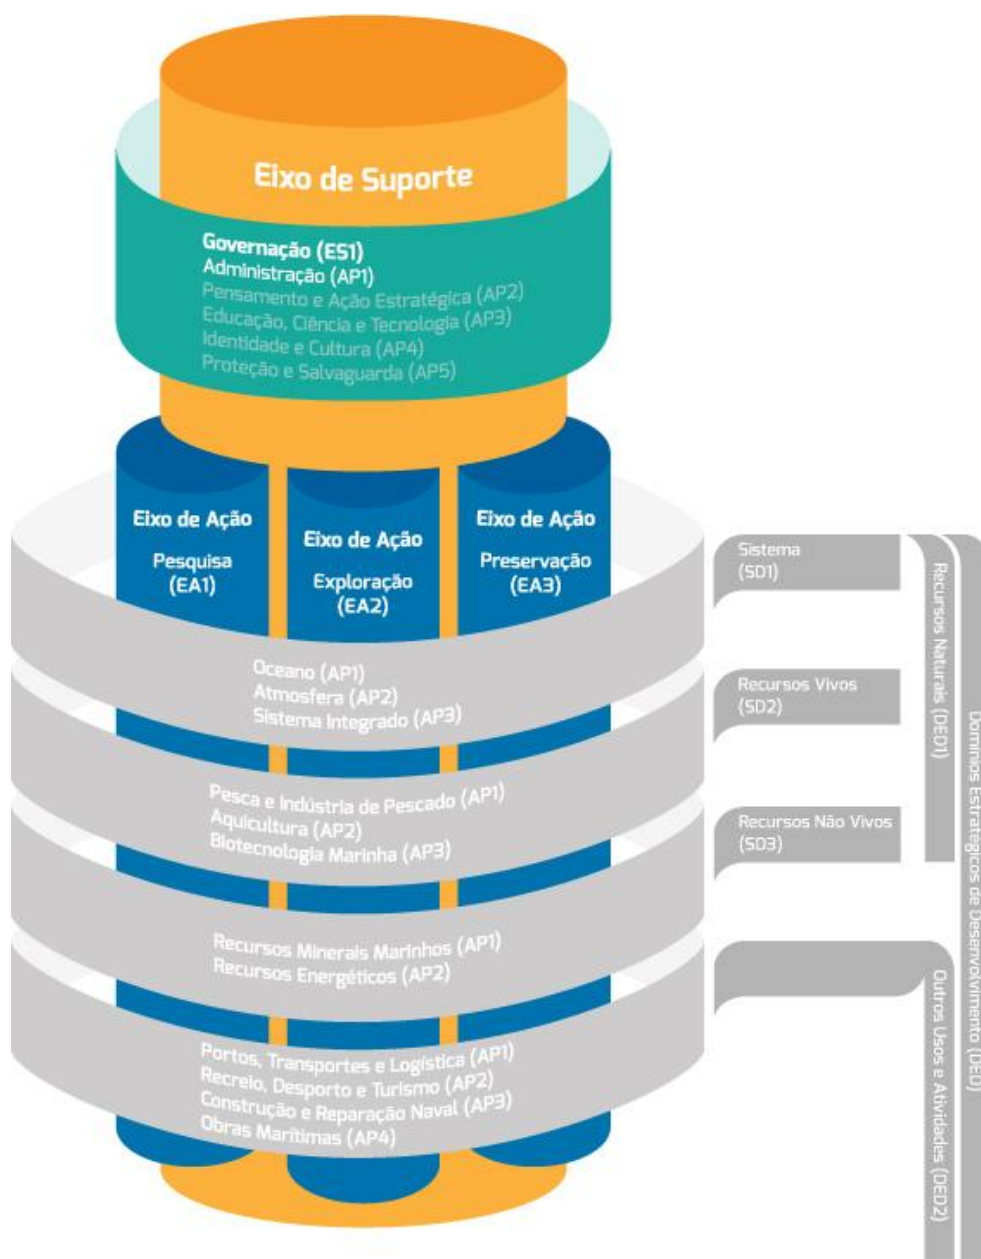 Eixo de Suporte
Governação (ES1)
Administração (AP1)
Pensamento e Ação Estratégica (AP2)
Educação, Ciência e Tecnologia (AP3)
Identidade e Cultura (AP4)
Proteção e Salvaguarda (AP5)
Eixo de Ação
Pesquisa
(EA1)
Eixo de Ação
Exploração
(EA2)
Eixo de Ação
Preservação
(EA3)
Oceano (AP1)
Atmosfera (AP2)
Sistema Integrado (AP3)
Pesca e Indústria de Pescado (AP1)
Aquicultura (AP2)
Biotecnologia Marinha (AP3)
Recursos Minerais Marinhos (AP1)
Recursos Energéticos (AP2)
Portos, Transportes e Logística (AP1)
Recreio, Desporto e Turismo (AP2)
Construção e Reparação Naval (AP3)
Obras Marítimas (AP4)
Sistema
(SD1)
Recursos Vivos
(SD2)
Recursos Não Vivos
(SD3)
Recursos Naturais (DED1)
Outros Usos e Atividades (DED2)
Domínios Estratégicos de Desenvolvimento (DED)